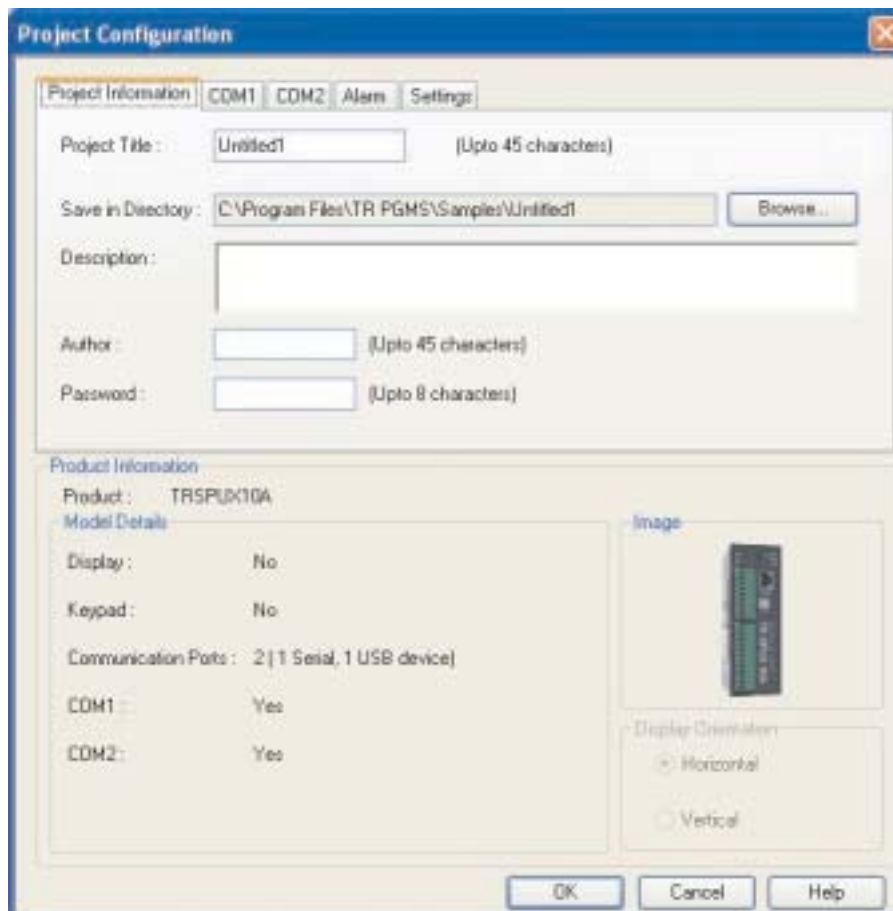 Project Configuration
Project Information COM1 COM2 Alarm Settings
Project Title : Untitled1 (Upto 45 characters)
Save in Directory : C:\Program Files\TR PGMS\Samples\Untitled1 Browse...
Description :
Author : (Upto 45 characters)
Password : (Upto 8 characters)
Product Information
Product : TRSPUX10A
Model Details
Image
Display : No
Keypad : No
Communication Ports : 2 ( 1 Serial, 1 USB device)
COM1 : Yes
COM2 : Yes
Display Orientation
Horizontal
Vertical
OK Cancel Help